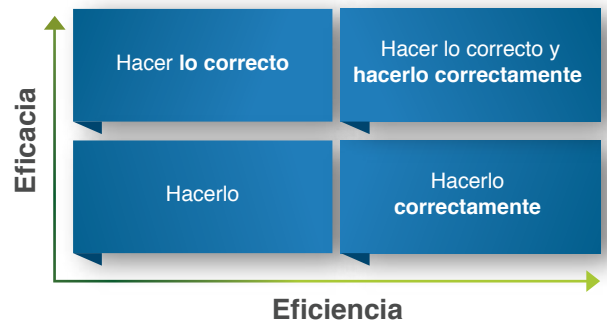 Eficacia
Hacer lo correcto
Hacer lo correcto y
hacerlo correctamente
Hacerlo
Hacerlo
correctamente
Eficiencia